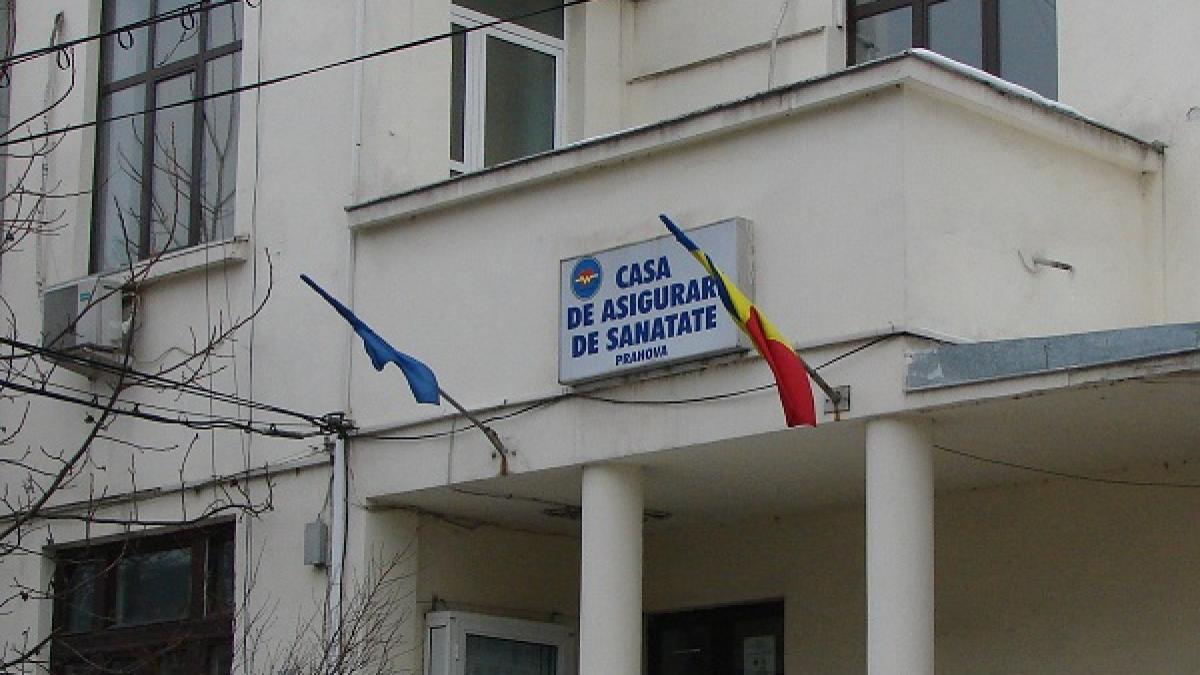 CASA
DE ASIGURAR
DE SANATATE
PRAHOVA